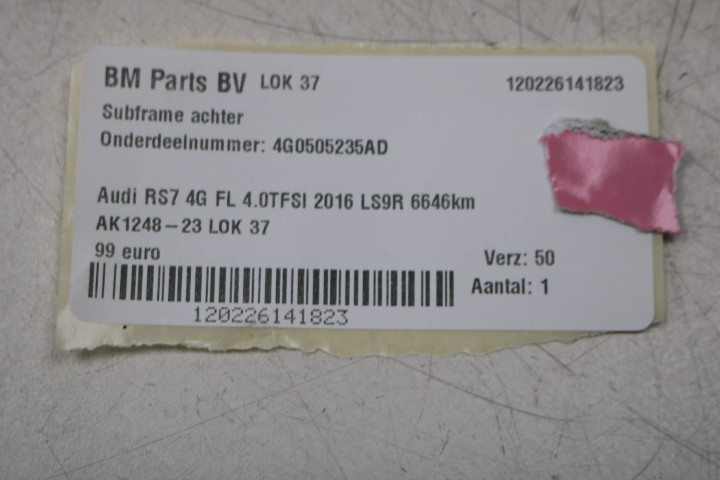 BM Parts BV LOK 37 120226141823
Subframe achter
Onderdeelnummer: 4G0505235AD
Audi RS7 4G FL 4.0TFSI 2016 LS9R 6646km
AK1248-23 LOK 37
99 euro
Verz: 50
Aantal: 1
120226141823